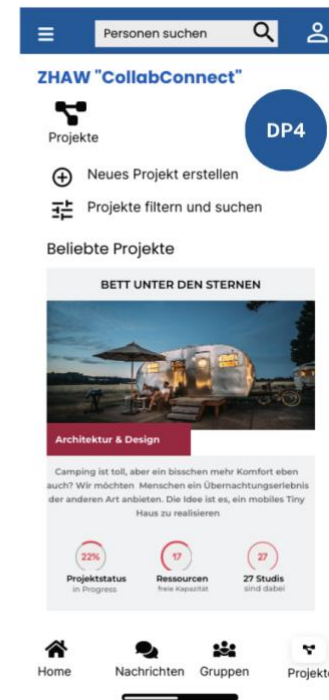 Personen suchen
ZHAW "CollabConnect"
Projekte
DP4
Neues Projekt erstellen
Projekte filtern und suchen
Beliebte Projekte
BETT UNTER DEN STERNEN
Architektur & Design
Camping ist toll, aber ein bisschen mehr Komfort eben
auch? Wir möchten Menschen ein Übernachtungserlebnis
der anderen Art anbieten. Die Idee ist es, ein mobiles Tiny
Haus zu realisieren
22% 17 27
Projektstatus Ressourcen 27 Studis
in Progress freie Kapazität sind dabei
Home Nachrichten Gruppen Projekte